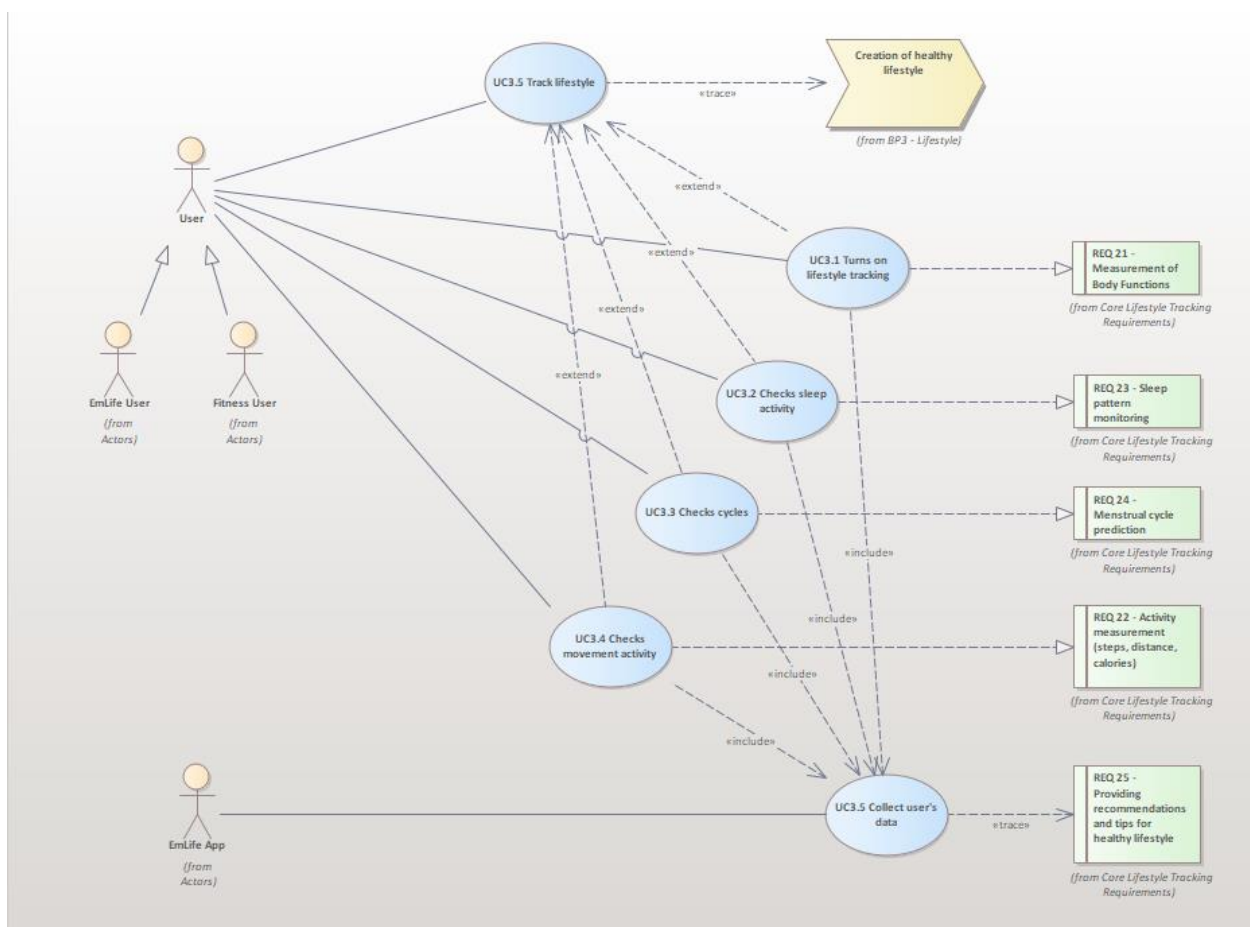 UC3.5 Track lifestyle
«trace»
Creation of healthy
lifestyle
(from BP3 - Lifestyle)
User
«extend»
«extend»
«extend»
«extend»
UC3.1 Turns on
lifestyle tracking
REQ 21 -
Measurement of
Body Functions
(from Core Lifestyle Tracking
Requirements)
EmLife User
(from
Actors)
Fitness User
(from
Actors)
UC3.2 Checks sleep
activity
REQ 23 - Sleep
pattern
monitoring
(from Core Lifestyle Tracking
Requirements)
UC3.3 Checks cycles
REQ 24 -
Menstrual cycle
prediction
(from Core Lifestyle Tracking
Requirements)
«include»
«include»
UC3.4 Checks
movement activity
REQ 22 - Activity
measurement
(steps, distance,
calories)
(from Core Lifestyle Tracking
Requirements)
«include»
«include»
EmLife App
(from
Actors)
UC3.5 Collect user's
data
«trace»
REQ 25 -
Providing
recommendations
and tips for
healthy lifestyle
(from Core Lifestyle Tracking
Requirements)